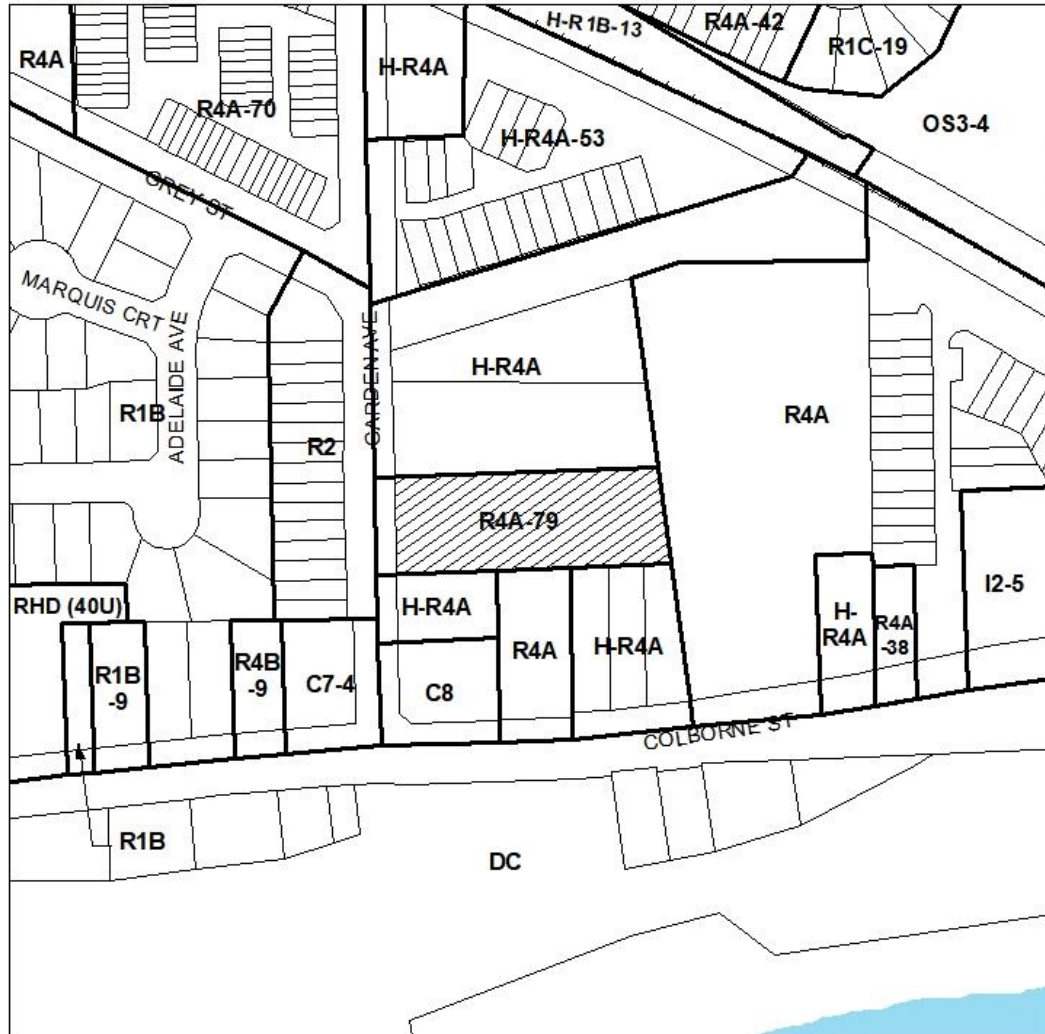 H-R1B-13
R4A-42
R1C-19
R4A
H-R4A
R4A-70
H-R4A-53
OS3-4
GREY ST
MARQUIS CRT
ADELAIDE AVE
GARDEN AVE
H-R4A
R1B
R2
R4A
R4A-79
RHD (40U)
H-R4A
I2-5
R1B
-9
R4B
-9
C7-4
C8
R4A
H-R4A
H-
R4A
R4A
-38
COLBORNE ST
R1B
DC